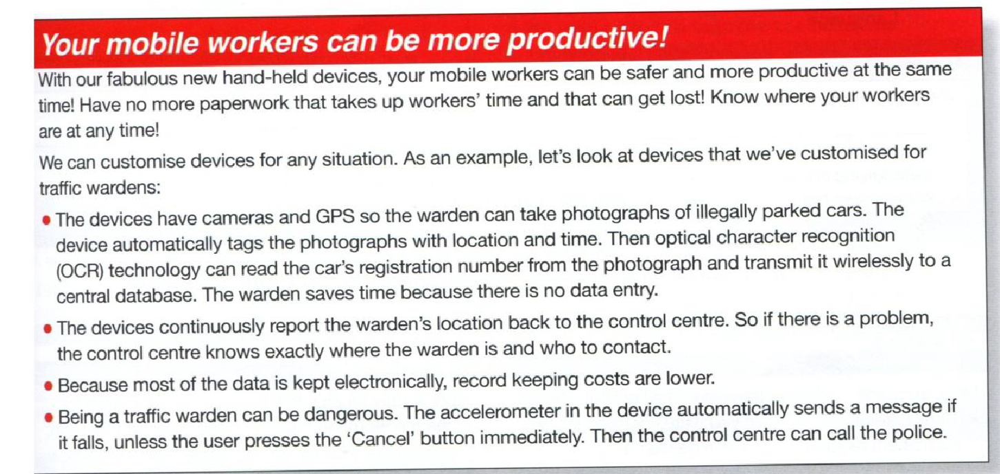 Your mobile workers can be more productive!
With our fabulous new hand-held devices, your mobile workers can be safer and more productive at the same
time! Have no more paperwork that takes up workers' time and that can get lost! Know where your workers
are at any time!
We can customise devices for any situation. As an example, let's look at devices that we've customised for
traffic wardens:
• The devices have cameras and GPS so the warden can take photographs of illegally parked cars. The
device automatically tags the photographs with location and time. Then optical character recognition
(OCR) technology can read the car's registration number from the photograph and transmit it wirelessly to a
central database. The warden saves time because there is no data entry.
• The devices continuously report the warden's location back to the control centre. So if there is a problem,
the control centre knows exactly where the warden is and who to contact.
• Because most of the data is kept electronically, record keeping costs are lower.
• Being a traffic warden can be dangerous. The accelerometer in the device automatically sends a message if
it falls, unless the user presses the 'Cancel' button immediately. Then the control centre can call the police.